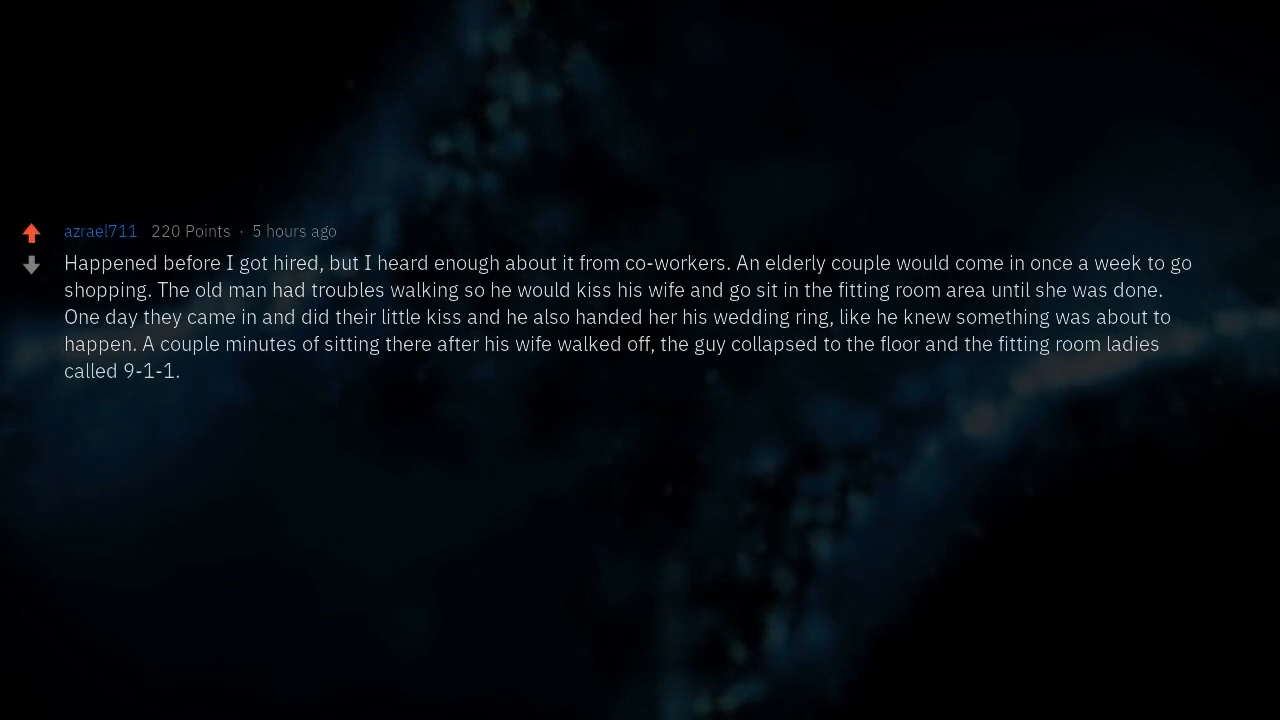 azrael711 220 Points · 5 hours ago
Happened before I got hired, but I heard enough about it from co-workers. An elderly couple would come in once a week to go
shopping. The old man had troubles walking so he would kiss his wife and go sit in the fitting room area until she was done.
One day they came in and did their little kiss and he also handed her his wedding ring, like he knew something was about to
happen. A couple minutes of sitting there after his wife walked off, the guy collapsed to the floor and the fitting room ladies
called 9-1-1.